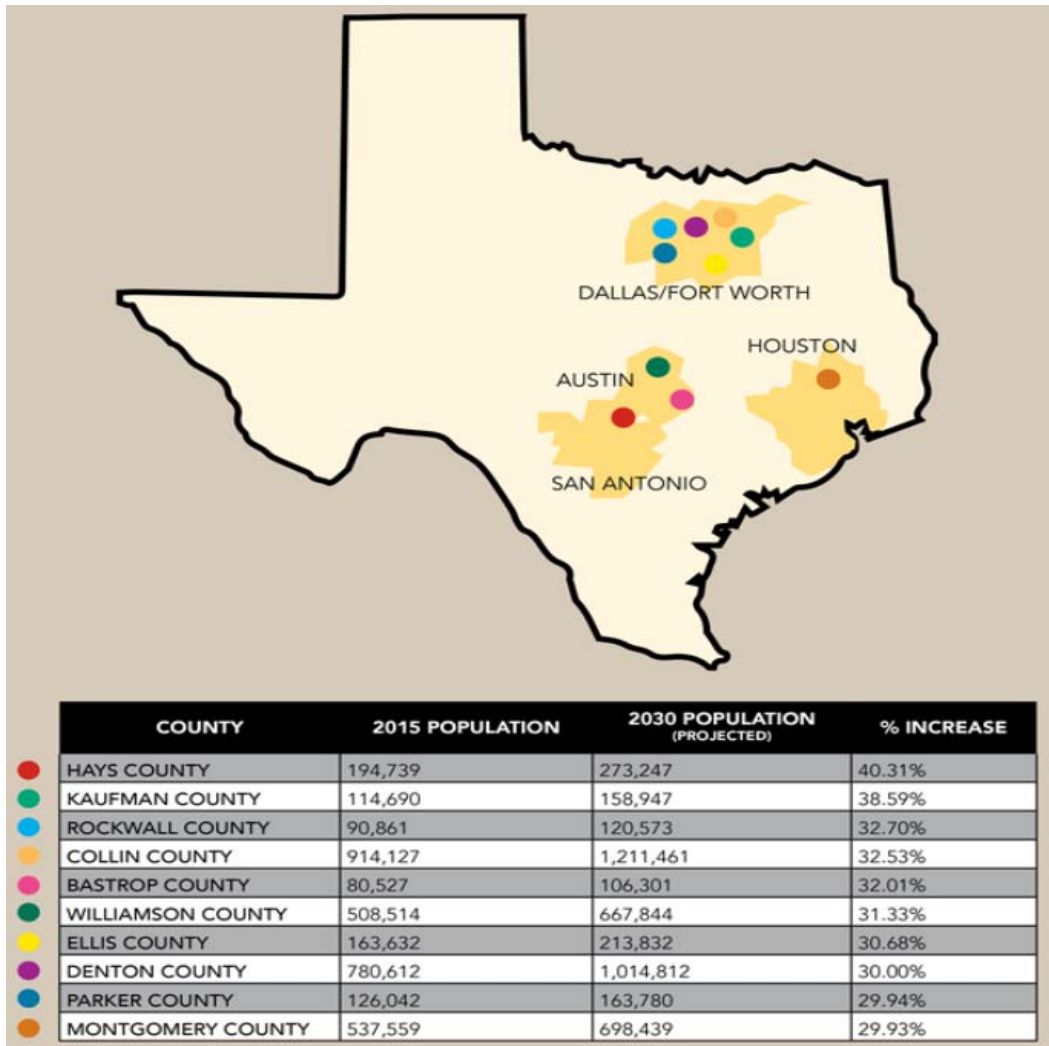 DALLAS/FORT WORTH
HOUSTON
AUSTIN
SAN ANTONIO
COUNTY 2015 POPULATION 2030 POPULATION (PROJECTED) % INCREASE
HAYS COUNTY 194,739 273,247 40.31%
KAUFMAN COUNTY 114,690 158,947 38.59%
ROCKWALL COUNTY 90,861 120,573 32.70%
COLLIN COUNTY 914,127 1,211,461 32.53%
BASTROP COUNTY 80,527 106,301 32.01%
WILLIAMSON COUNTY 508,514 667,844 31.33%
ELLIS COUNTY 163,632 213,832 30.68%
DENTON COUNTY 780,612 1,014,812 30.00%
PARKER COUNTY 126,042 163,780 29.94%
MONTGOMERY COUNTY 537,559 698,439 29.93%